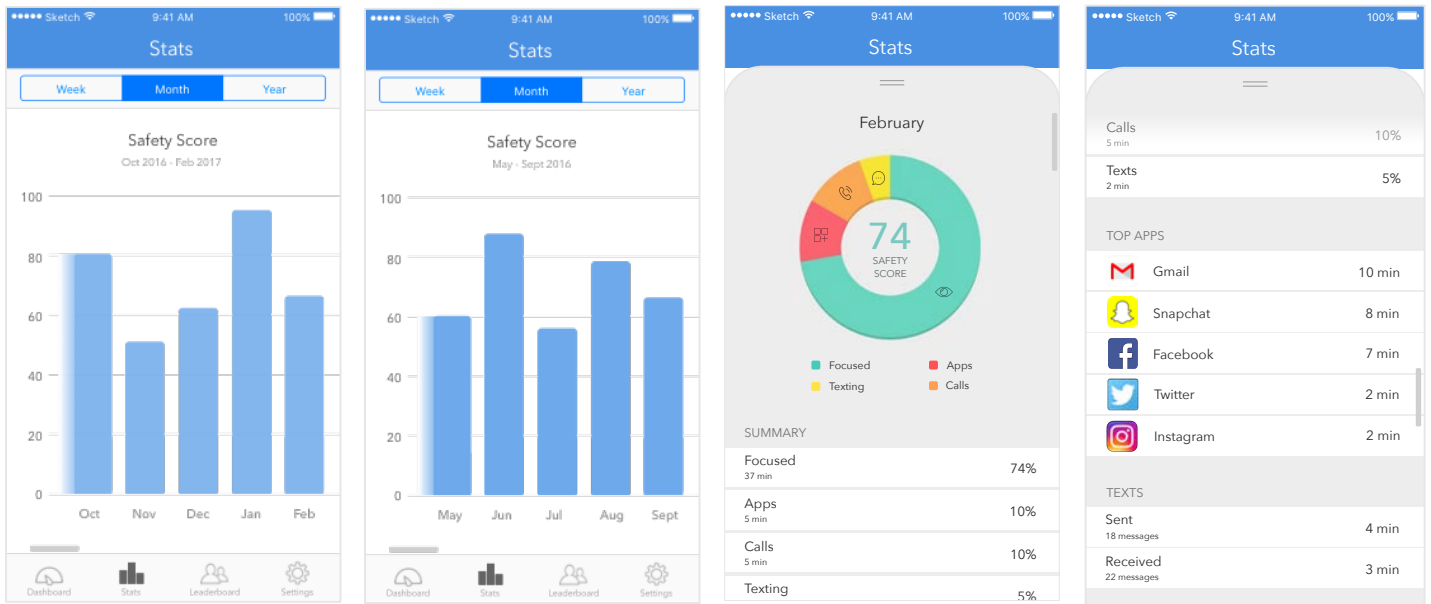 Sketch 9:41 AM 100%
Stats
Week Month Year
Safety Score
Oct 2016 - Feb 2017
100
80
60
40
20
0
Oct Nov Dec Jan Feb
Dashboard Stats Leaderboard Settings
Sketch 9:41 AM 100%
Stats
Week Month Year
Safety Score
May - Sept 2016
100
80
60
40
20
0
May Jun Jul Aug Sept
Dashboard Stats Leaderboard Settings
Sketch 9:41 AM 100%
Stats
February
74
SAFETY
SCORE
Focused Apps
Texting Calls
SUMMARY
Focused 74%
37 min
Apps 10%
5 min
Calls 10%
5 min
Texting 5%
Sketch 9:41 AM 100%
Stats
Calls 10%
5 min
Texts 5%
2 min
TOP APPS
Gmail 10 min
Snapchat 8 min
Facebook 7 min
Twitter 2 min
Instagram 2 min
TEXTS
Sent 4 min
18 messages
Received 3 min
22 messages